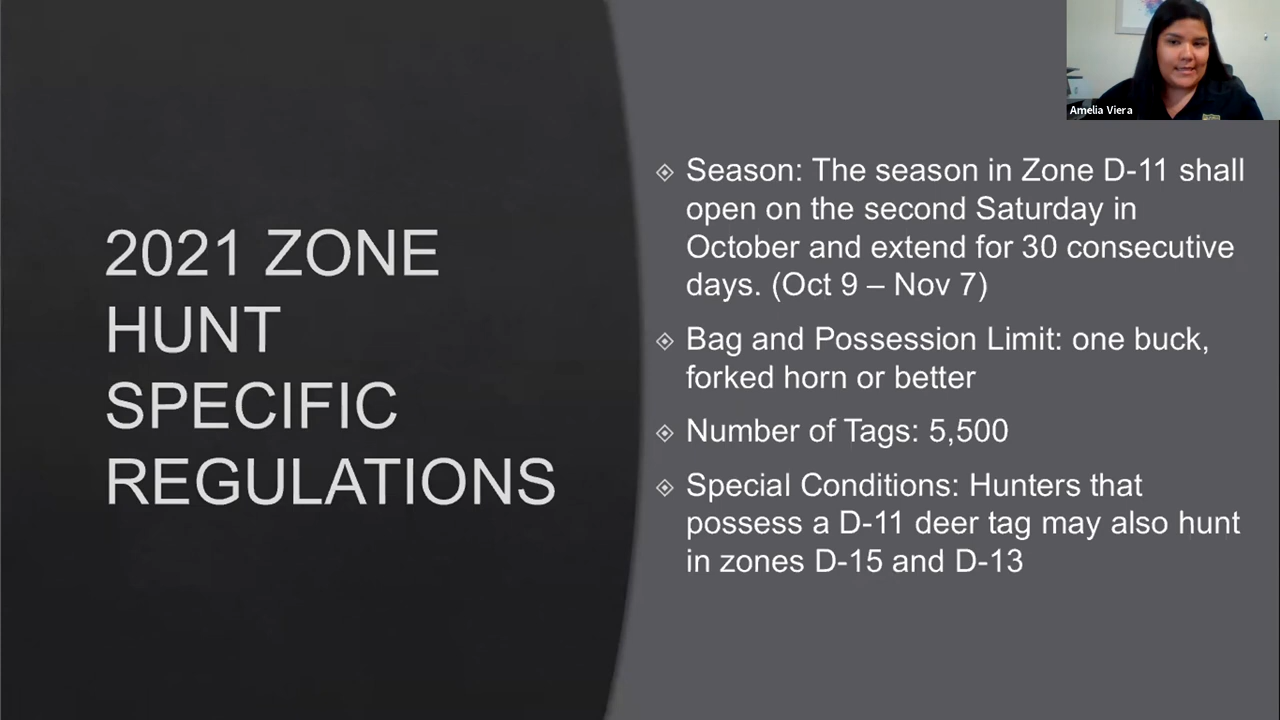 Amelia Viera
2021 ZONE
HUNT
SPECIFIC
REGULATIONS
Season: The season in Zone D-11 shall
open on the second Saturday in
October and extend for 30 consecutive
days. (Oct 9 – Nov 7)
Bag and Possession Limit: one buck,
forked horn or better
Number of Tags: 5,500
Special Conditions: Hunters that
possess a D-11 deer tag may also hunt
in zones D-15 and D-13